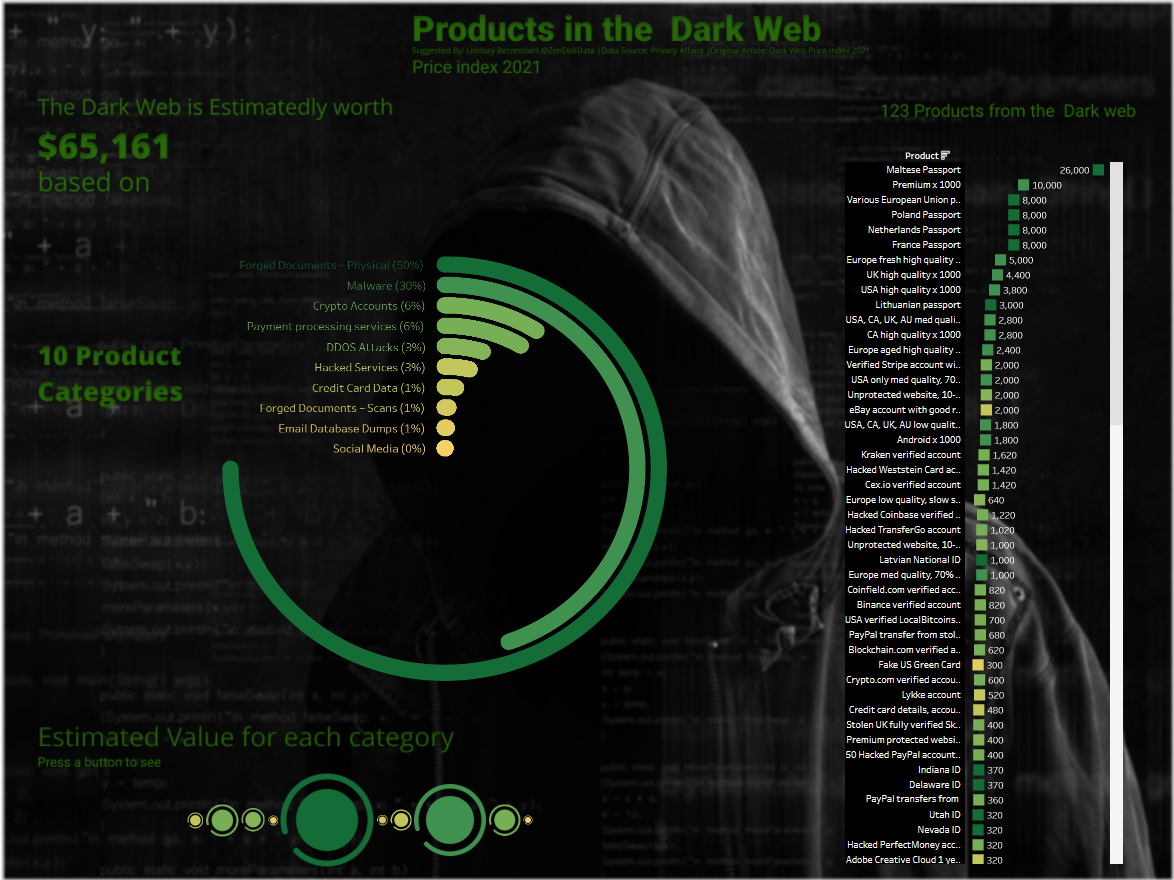 Products in the Dark Web
Suggested By: Lindsay Betzendahl,@ZenDollData |Data Source: Privacy Affairs |Original Article: Dark Web Price Index 2021
Price index 2021
The Dark Web is Estimatedly worth
$65,161
based on
10 Product
Categories
Forged Documents – Physical (50%)
Malware (30%)
Crypto Accounts (6%)
Payment processing services (6%)
DDOS Attacks (3%)
Hacked Services (3%)
Credit Card Data (1%)
Forged Documents – Scans (1%)
Email Database Dumps (1%)
Social Media (0%)
Estimated Value for each category
Press a button to see
123 Products from the Dark web
Product
Maltese Passport 26,000
Premium x 1000 10,000
Various European Union p.. 8,000
Poland Passport 8,000
Netherlands Passport 8,000
France Passport 8,000
Europe fresh high quality .. 5,000
UK high quality x 1000 4,400
USA high quality x 1000 3,800
Lithuanian passport 3,000
USA, CA, UK, AU med quali.. 2,800
CA high quality x 1000 2,800
Europe aged high quality .. 2,400
Verified Stripe account wi.. 2,000
USA only med quality, 70.. 2,000
Unprotected website, 10-.. 2,000
eBay account with good r.. 2,000
USA, CA, UK, AU low qualit.. 1,800
Android x 1000 1,800
Kraken verified account 1,620
Hacked Weststein Card ac.. 1,420
Cex.io verified account 1,420
Europe low quality, slow s.. 640
Hacked Coinbase verified .. 1,220
Hacked TransferGo account 1,020
Unprotected website, 10-.. 1,000
Latvian National ID 1,000
Europe med quality, 70% .. 1,000
Coinfield.com verified acc.. 820
Binance verified account 820
USA verified LocalBitcoins.. 700
PayPal transfer from stol.. 680
Blockchain.com verified a.. 620
Fake US Green Card 300
Crypto.com verified accou.. 600
Lykke account 520
Credit card details, accou.. 480
Stolen UK fully verified Sk.. 400
Premium protected websi.. 400
50 Hacked PayPal account.. 400
Indiana ID 370
Delaware ID 370
PayPal transfers from 360
Utah ID 320
Nevada ID 320
Hacked PerfectMoney acc.. 320
Adobe Creative Cloud 1 ye.. 320